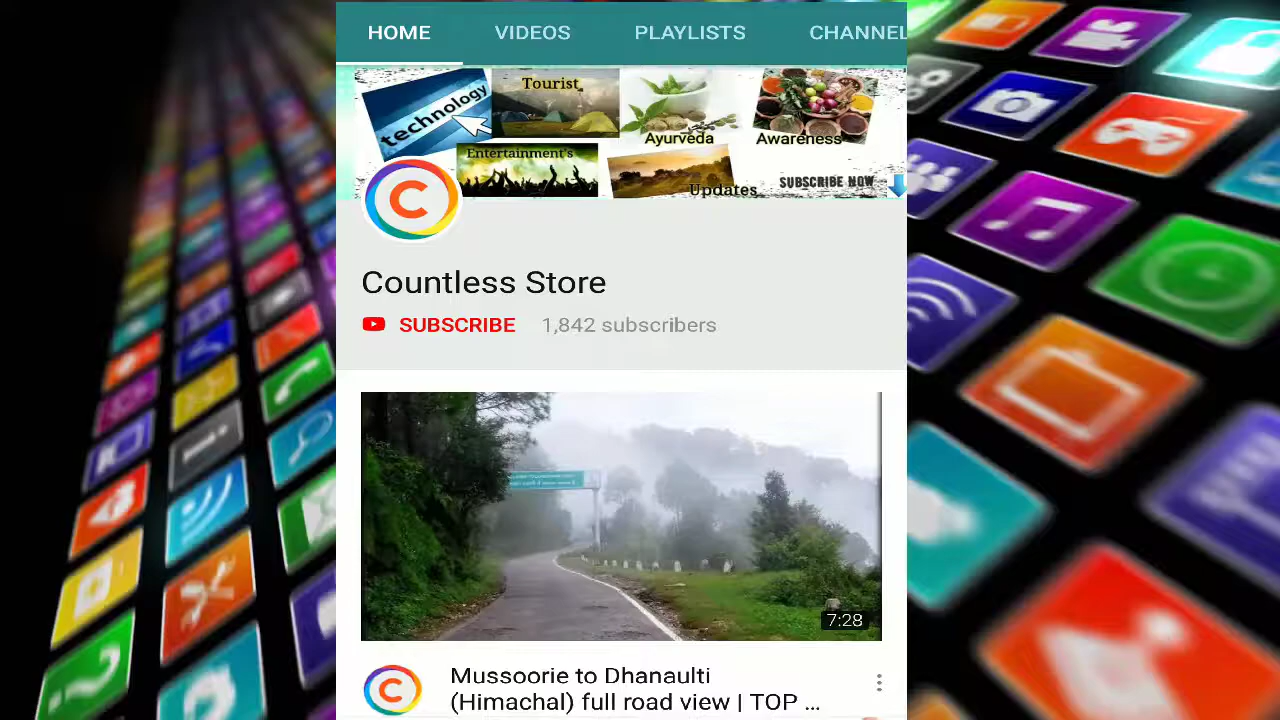 HOME VIDEOS PLAYLISTS CHANNEL
technology
Tourist
Ayurveda
Awareness
Entertainment's
Updates
SUBSCRIBE NOW
C
Countless Store
SUBSCRIBE 1,842 subscribers
7:28
C
Mussoorie to Dhanaulti
(Himachal) full road view | TOP ...